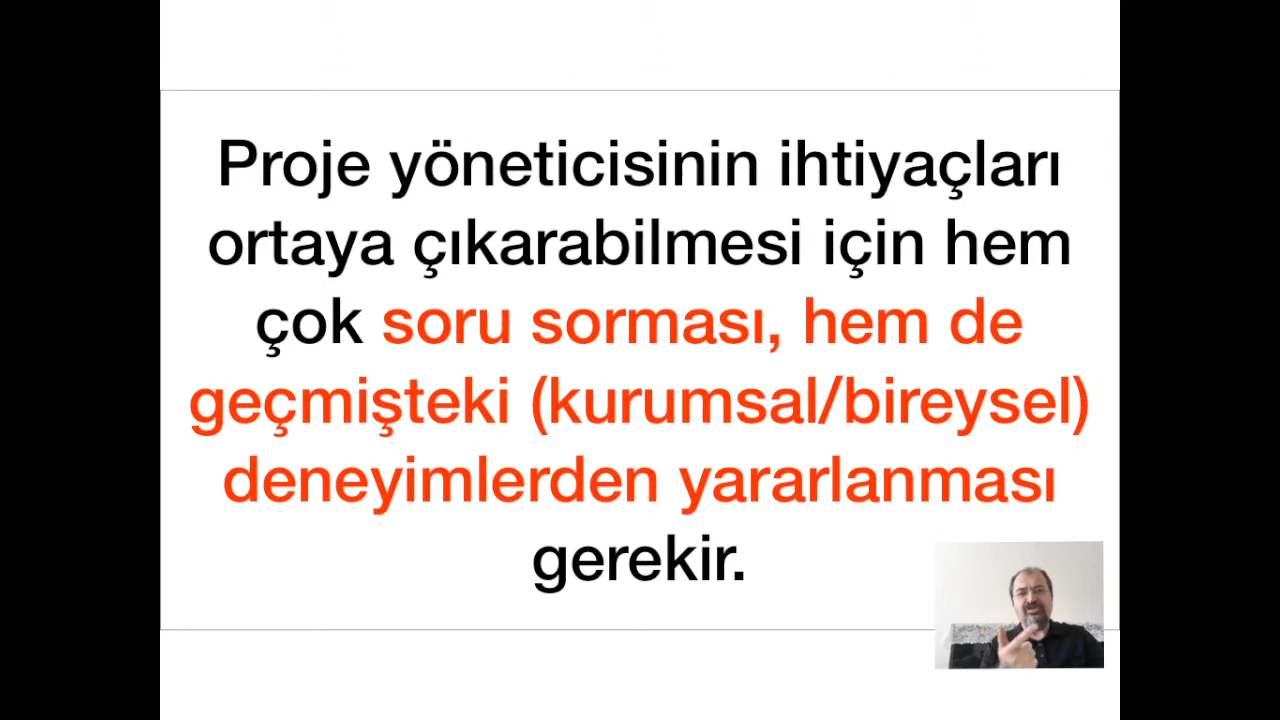 Proje yöneticisinin ihtiyaçları
ortaya çıkarabilmesi için hem
çok soru sorması, hem de
geçmişteki (kurumsal/bireysel)
deneyimlerden yararlanması
gerekir.